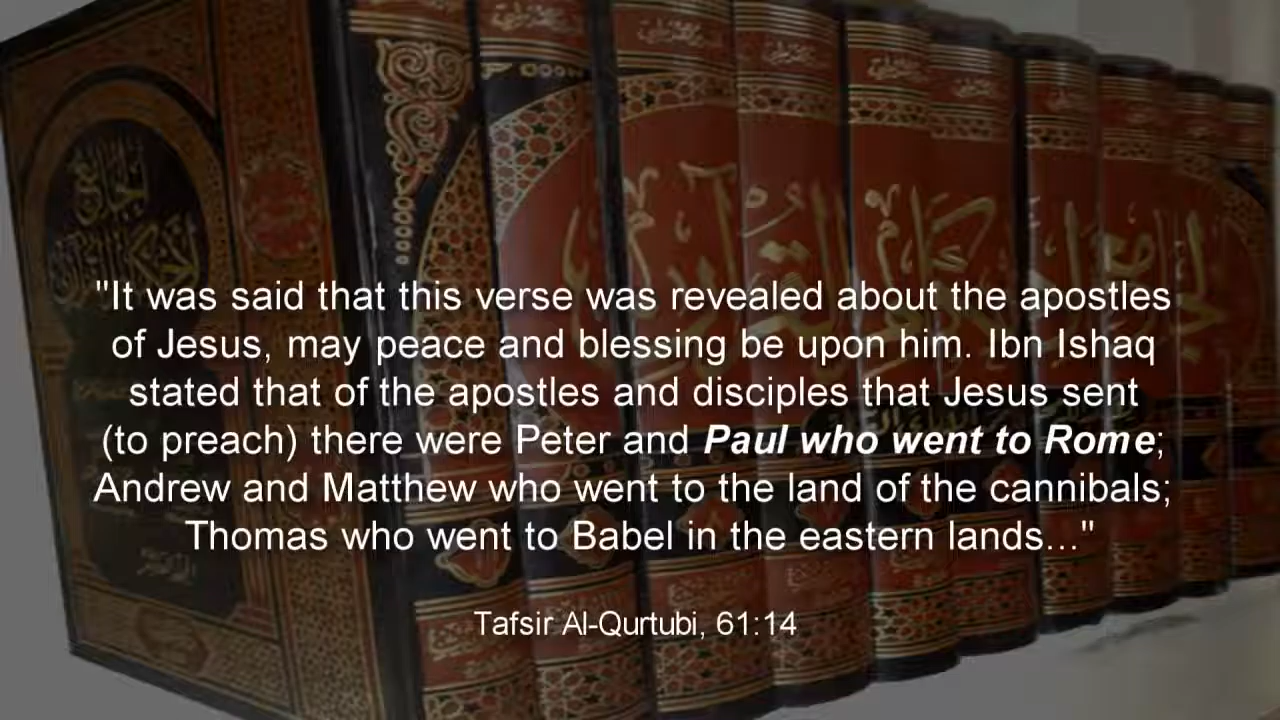 الجامع لأحكام القرآن
"It was said that this verse was revealed about the apostles
of Jesus, may peace and blessing be upon him. Ibn Ishaq
stated that of the apostles and disciples that Jesus sent
(to preach) there were Peter and Paul who went to Rome;
Andrew and Matthew who went to the land of the cannibals;
Thomas who went to Babel in the eastern lands..."
Tafsir Al-Qurtubi, 61:14